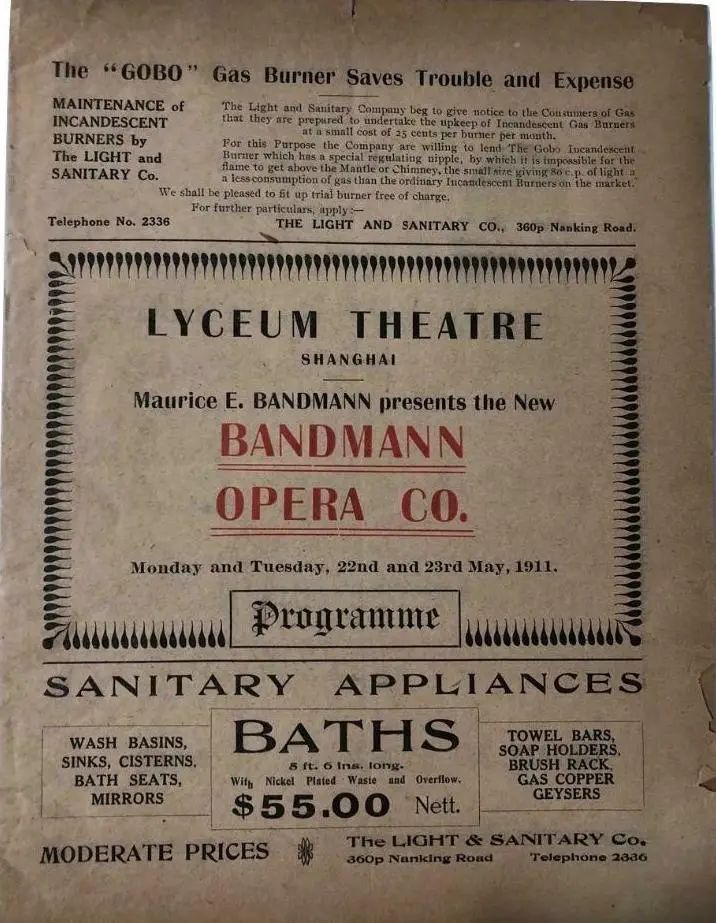 The "GOBO" Gas Burner Saves Trouble and Expense
MAINTENANCE of
INCANDESCENT
BURNERS by
The LIGHT and
SANITARY Co.
The Light and Sanitary Company beg to give notice to the Consumers of Gas
that they are prepared to undertake the upkeep of Incandescent Gas Burners
at a small cost of 25 cents per burner per month.
For this Purpose the Company are willing to lend The Gobo Incandescent
Burner which has a special regulating nipple, by which it is impossible for the
flame to get above the Mantle or Chimney, the small size giving 80 c.p. of light a
a less consumption of gas than the ordinary Incandescent Burners on the market.
We shall be pleased to fit up trial burner free of charge.
For further particulars, apply:—
Telephone No. 2336
THE LIGHT AND SANITARY CO., 360p Nanking Road.
LYCEUM THEATRE
SHANGHAI
Maurice E. BANDMANN presents the New
BANDMANN
OPERA CO.
Monday and Tuesday, 22nd and 23rd May, 1911.
Programme
SANITARY APPLIANCES
WASH BASINS,
SINKS, CISTERNS,
BATH SEATS,
MIRRORS
BATHS
5 ft. 6 Ins. long.
With Nickel Plated Waste and Overflow.
$55.00 Nett.
TOWEL BARS,
SOAP HOLDERS,
BRUSH RACK,
GAS COPPER
GEYSERS
MODERATE PRICES
The LIGHT & SANITARY Co.
360p Nanking Road Telephone 2336